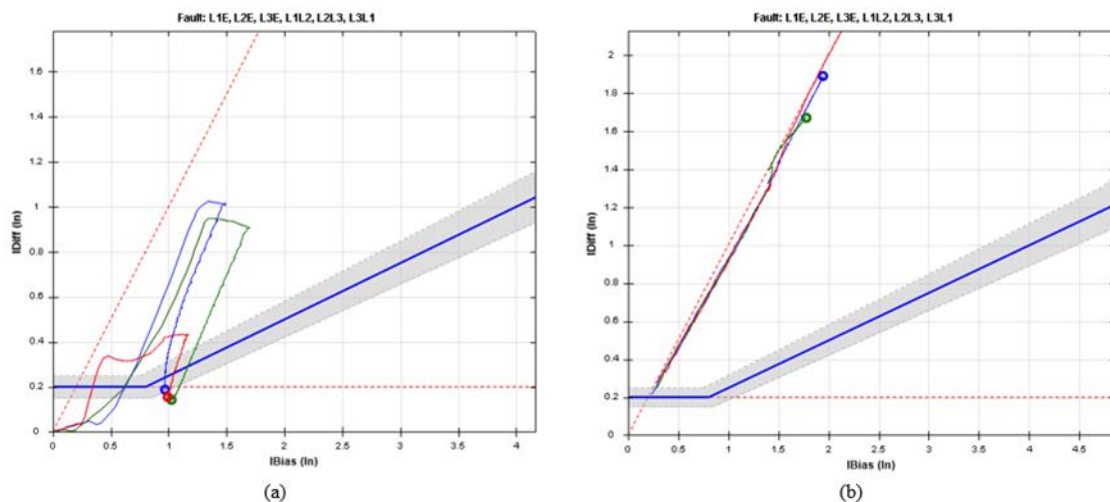 Fault: L1E, L2E, L3E, L1L2, L2L3, L3L1
IDiff (In)
1.6
1.4
1.2
1
0.8
0.6
0.4
0.2
0
0 0.5 1 1.5 2 2.5 3 3.5 4
IBias (In)
(a)
Fault: L1E, L2E, L3E, L1L2, L2L3, L3L1
IDiff (In)
2
1.8
1.6
1.4
1.2
1
0.8
0.6
0.4
0.2
0
0 0.5 1 1.5 2 2.5 3 3.5 4 4.5
IBias (In)
(b)